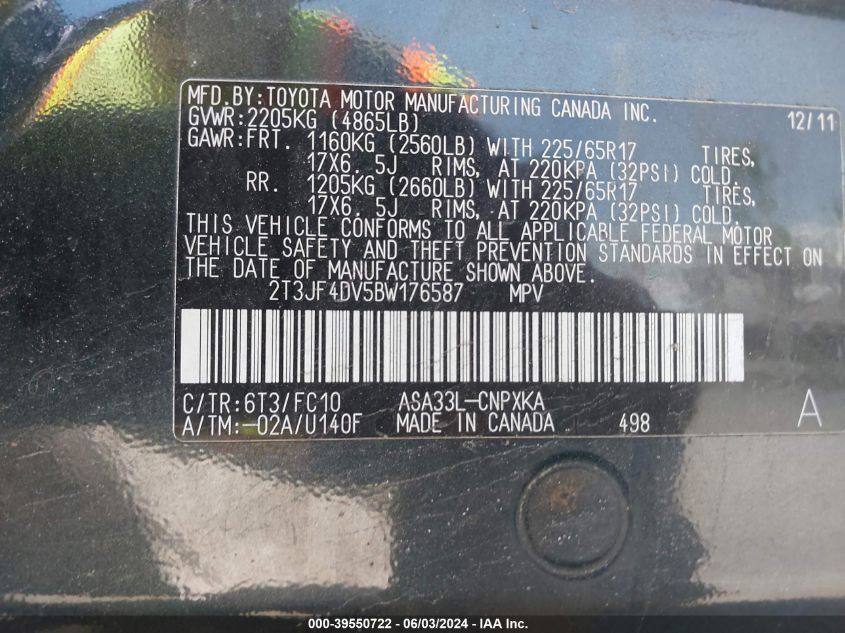 MFD.BY:TOYOTA MOTOR MANUFACTURING CANADA INC. 12/11
GVWR:2205KG (4865LB)
GAWR:FRT. 1160KG (2560LB) WITH 225/65R17 TIRES,
17X6. 5J RIMS, AT 220KPA (32PSI) COLD.
RR. 1205KG (2660LB) WITH 225/65R17 TIRES,
17X6. 5J RIMS, AT 220KPA (32PSI) COLD.
THIS VEHICLE CONFORMS TO ALL APPLICABLE FEDERAL MOTOR
VEHICLE SAFETY AND THEFT PREVENTION STANDARDS IN EFFECT ON
THE DATE OF MANUFACTURE SHOWN ABOVE.
2T3JF4DV5BW176587 MPV
C/TR:6T3/FC10 ASA33L-CNPXKA A
A/TM:-02A/U140F MADE IN CANADA 498
000-39550722 - 06/03/2024 - IAA Inc.